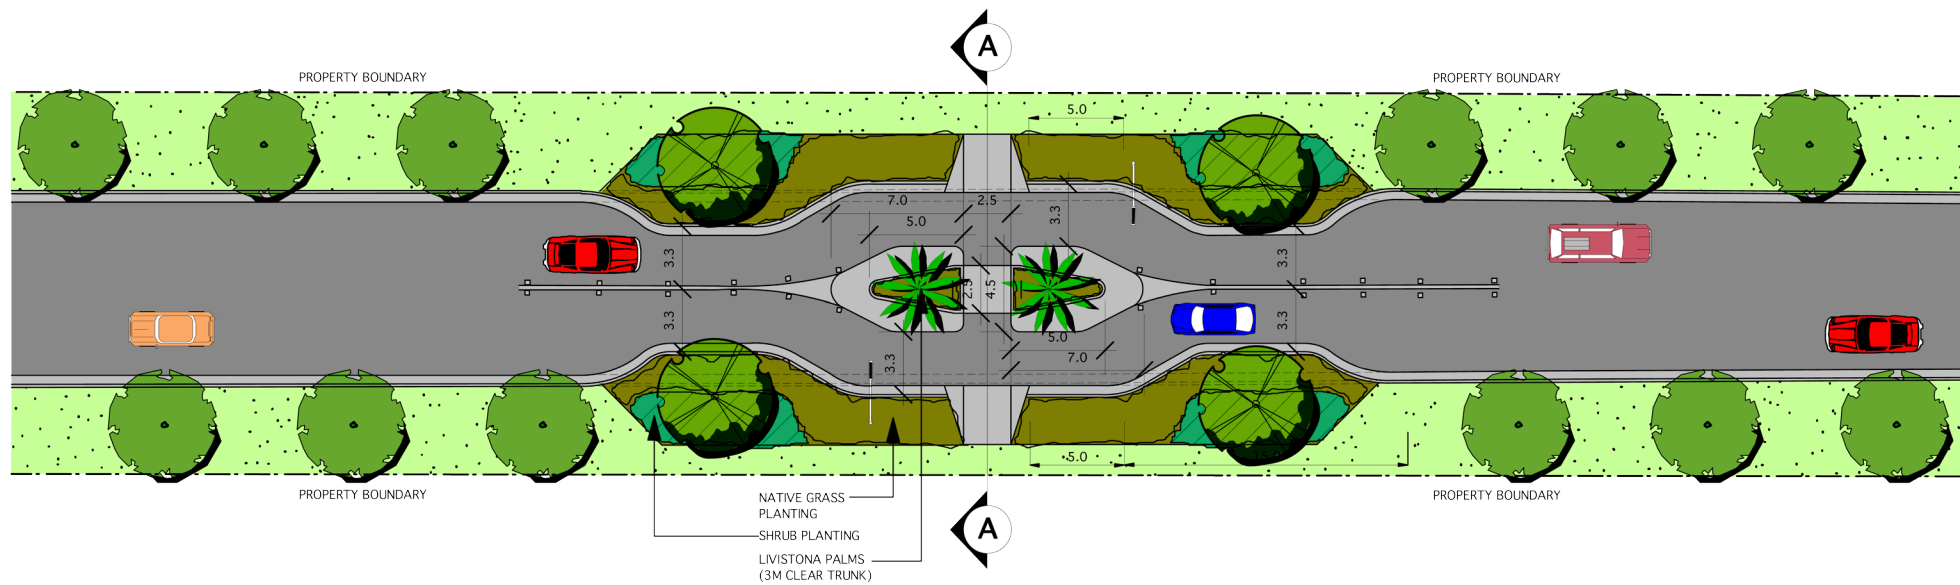 A
PROPERTY BOUNDARY
PROPERTY BOUNDARY
5.0
7.0
2.5
5.0
3.3
3.3
3.3
2.5
4.5
3.3
3.3
5.0
7.0
3.3
5.0
15.0
PROPERTY BOUNDARY
PROPERTY BOUNDARY
NATIVE GRASS
PLANTING
SHRUB PLANTING
LIVISTONA PALMS
(3M CLEAR TRUNK)
A